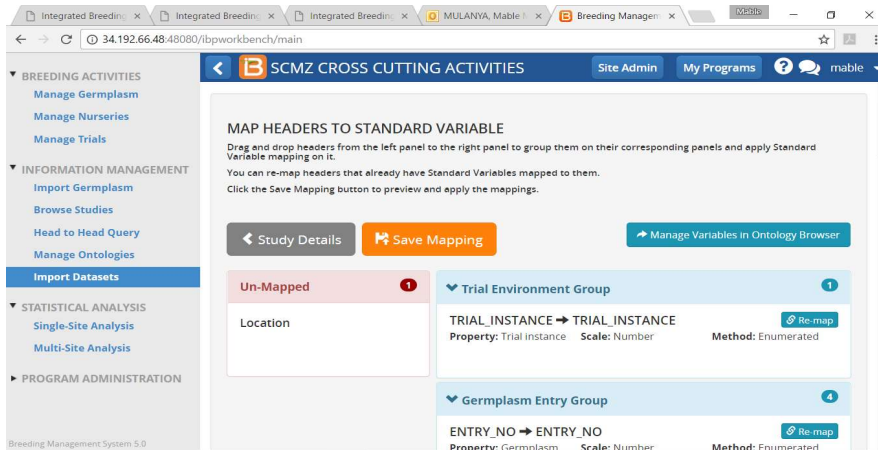 Integrated Breeding
Integrated Breeding
Integrated Breeding
MULANYA, Mable
Breeding Managem
Mable
34.192.66.48:48080/ibpworkbench/main
BREEDING ACTIVITIES
Manage Germplasm
Manage Nurseries
Manage Trials
INFORMATION MANAGEMENT
Import Germplasm
Browse Studies
Head to Head Query
Manage Ontologies
Import Datasets
STATISTICAL ANALYSIS
Single-Site Analysis
Multi-Site Analysis
PROGRAM ADMINISTRATION
Breeding Management System 5.0
SCMZ CROSS CUTTING ACTIVITIES
Site Admin
My Programs
mable
MAP HEADERS TO STANDARD VARIABLE
Drag and drop headers from the left panel to the right panel to group them on their corresponding panels and apply Standard
Variable mapping on it.
You can re-map headers that already have Standard Variables mapped to them.
Click the Save Mapping button to preview and apply the mappings.
Study Details
Save Mapping
Manage Variables in Ontology Browser
Un-Mapped 1
Location
Trial Environment Group 1
TRIAL_INSTANCE ➔ TRIAL_INSTANCE Re-map
Property: Trial instance Scale: Number Method: Enumerated
Germplasm Entry Group 4
ENTRY_NO ➔ ENTRY_NO Re-map
Property: Germplasm Scale: Number Method: Enumerated